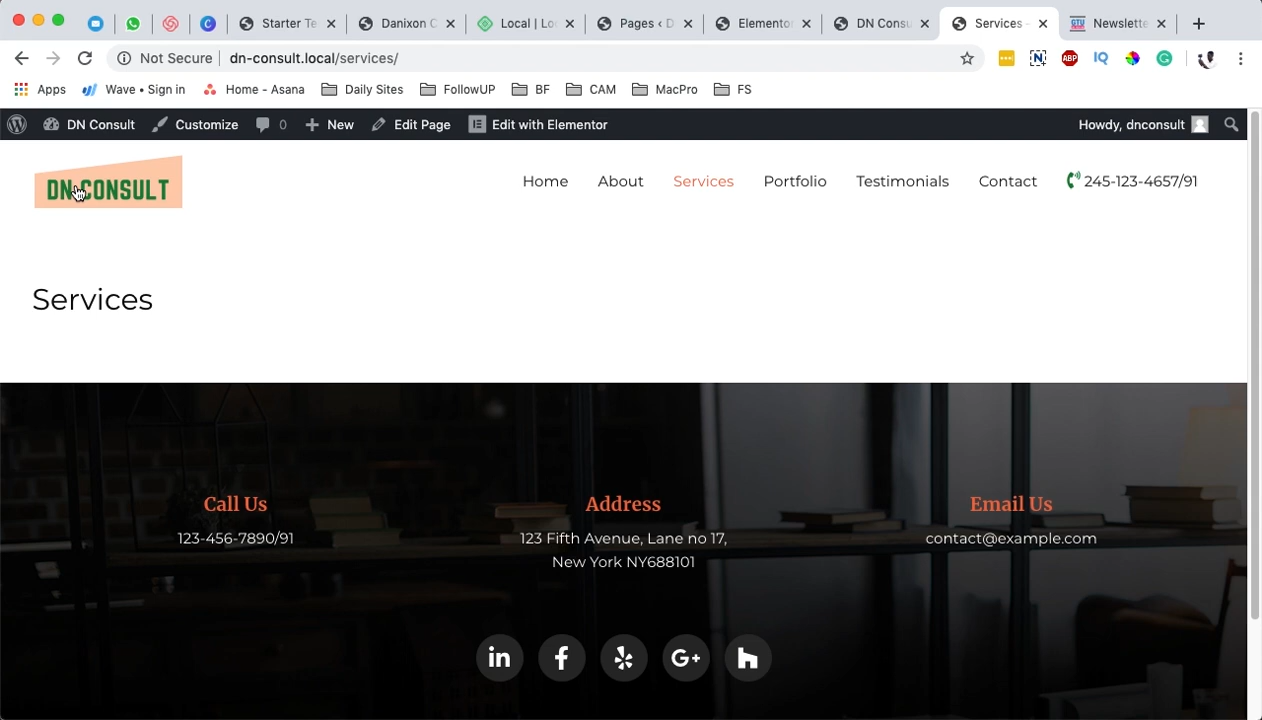 Starter Te
Danixon C
Local | Lo
Pages ‹ D
Elementor
DN Consu
Services -
Newslette
Not Secure dn-consult.local/services/
ABP
IQ
Apps
Wave • Sign in
Home - Asana
Daily Sites
FollowUP
BF
CAM
MacPro
FS
DN Consult
Customize
0
New
Edit Page
Edit with Elementor
Howdy, dnconsult
DN CONSULT
Home
About
Services
Portfolio
Testimonials
Contact
245-123-4657/91
Services
Call Us
123-456-7890/91
Address
123 Fifth Avenue, Lane no 17,
New York NY688101
Email Us
contact@example.com